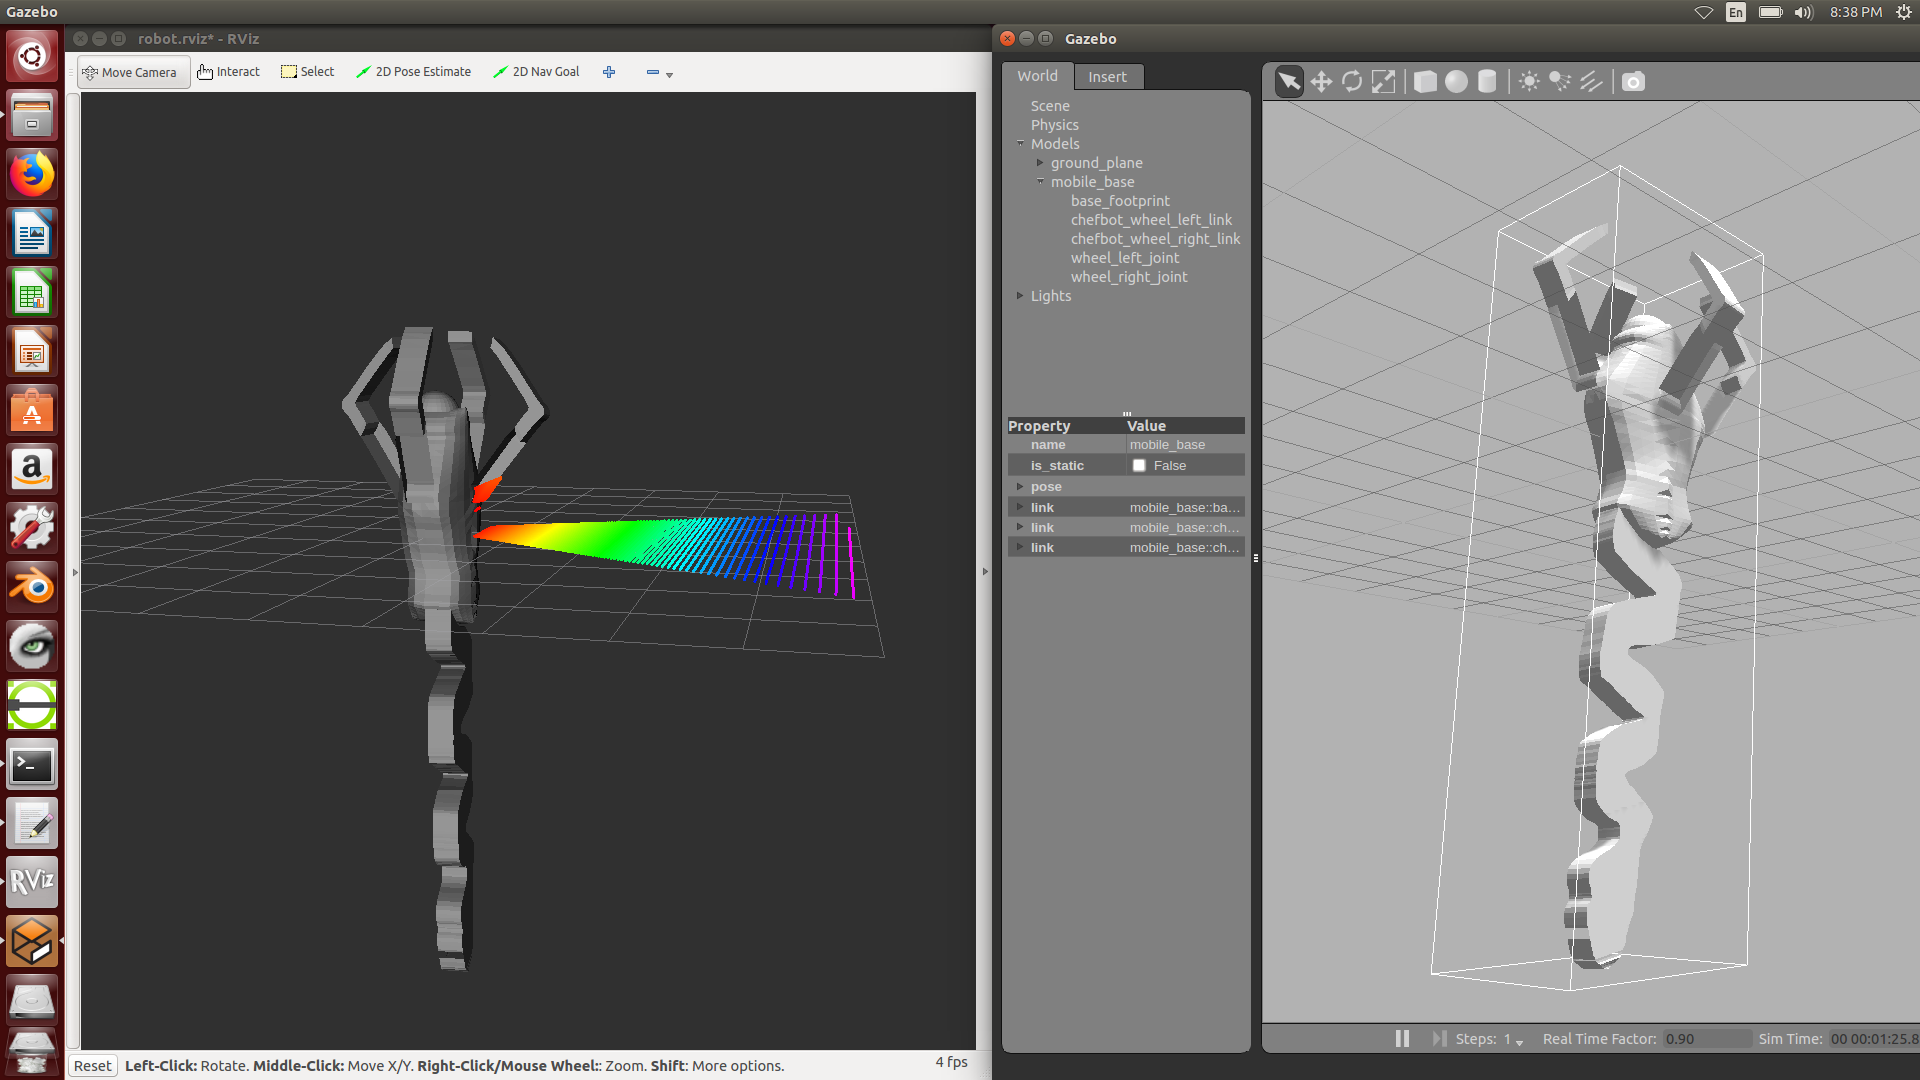 Gazebo
En
8:38 PM
robot.rviz* - RViz
Move Camera
Interact
Select
2D Pose Estimate
2D Nav Goal
Reset
Left-Click: Rotate. Middle-Click: Move X/Y. Right-Click/Mouse Wheel:: Zoom. Shift: More options.
4 fps
Gazebo
World
Insert
Scene
Physics
Models
ground_plane
mobile_base
base_footprint
chefbot_wheel_left_link
chefbot_wheel_right_link
wheel_left_joint
wheel_right_joint
Lights
Property Value
name mobile_base
is_static False
pose
link mobile_base::ba...
link mobile_base::ch...
link mobile_base::ch...
Steps: 1
Real Time Factor: 0.90
Sim Time: 00 00:01:25.8
RViz